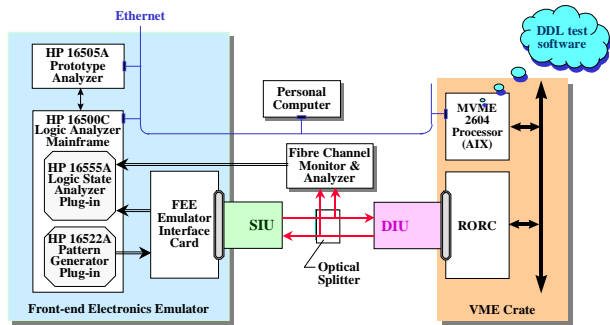 Ethernet
DDL test
software
HP 16505A
Prototype
Analyzer
HP 16500C
Logic Analyzer
Mainframe
HP 16555A
Logic State
Analyzer
Plug-in
HP 16522A
Pattern
Generator
Plug-in
FEE
Emulator
Interface
Card
Personal
Computer
Fibre Channel
Monitor &
Analyzer
SIU
DIU
Optical
Splitter
MVME
2604
Processor
(AIX)
RORC
Front-end Electronics Emulator
VME Crate